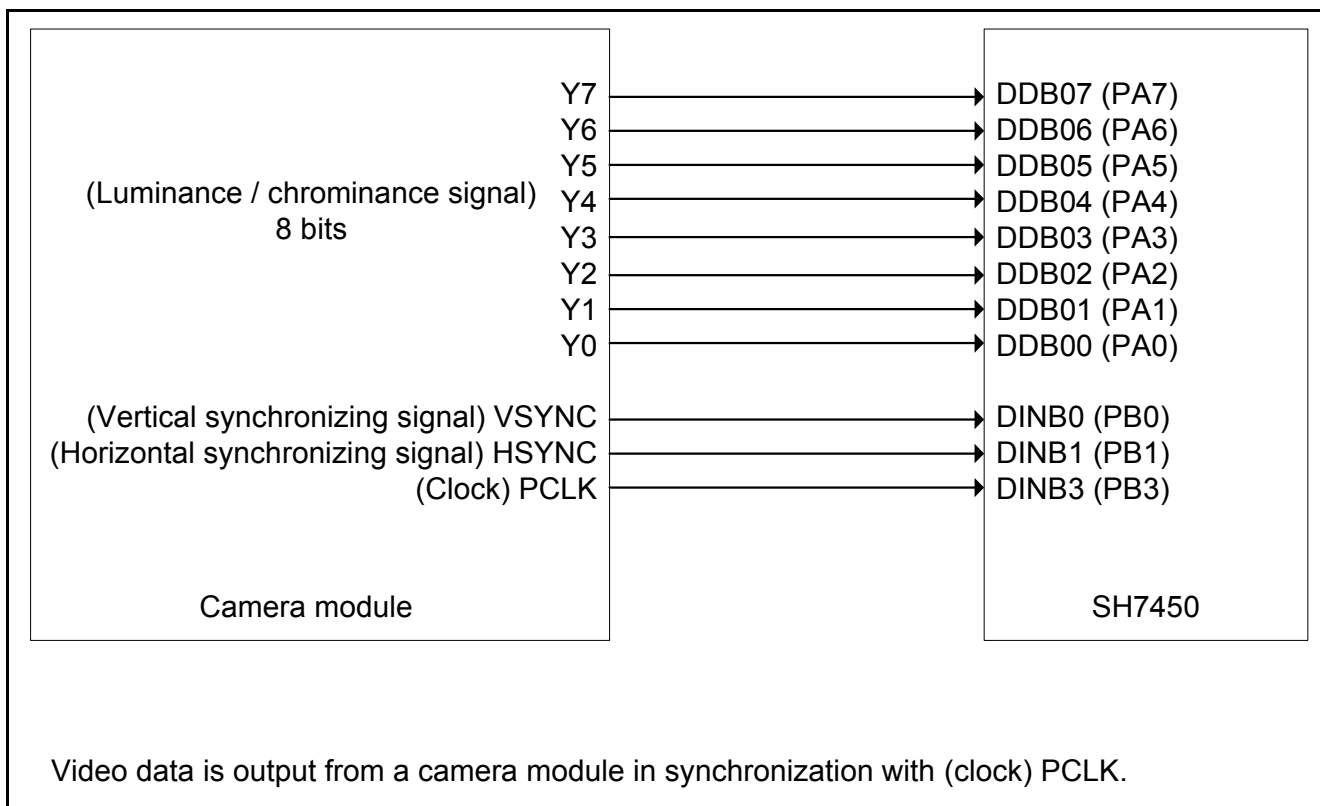 Y7 DDB07 (PA7)
Y6 DDB06 (PA6)
Y5 DDB05 (PA5)
(Luminance / chrominance signal) Y4 DDB04 (PA4)
8 bits Y3 DDB03 (PA3)
Y2 DDB02 (PA2)
Y1 DDB01 (PA1)
Y0 DDB00 (PA0)
(Vertical synchronizing signal) VSYNC DINB0 (PB0)
(Horizontal synchronizing signal) HSYNC DINB1 (PB1)
(Clock) PCLK DINB3 (PB3)
Camera module SH7450
Video data is output from a camera module in synchronization with (clock) PCLK.